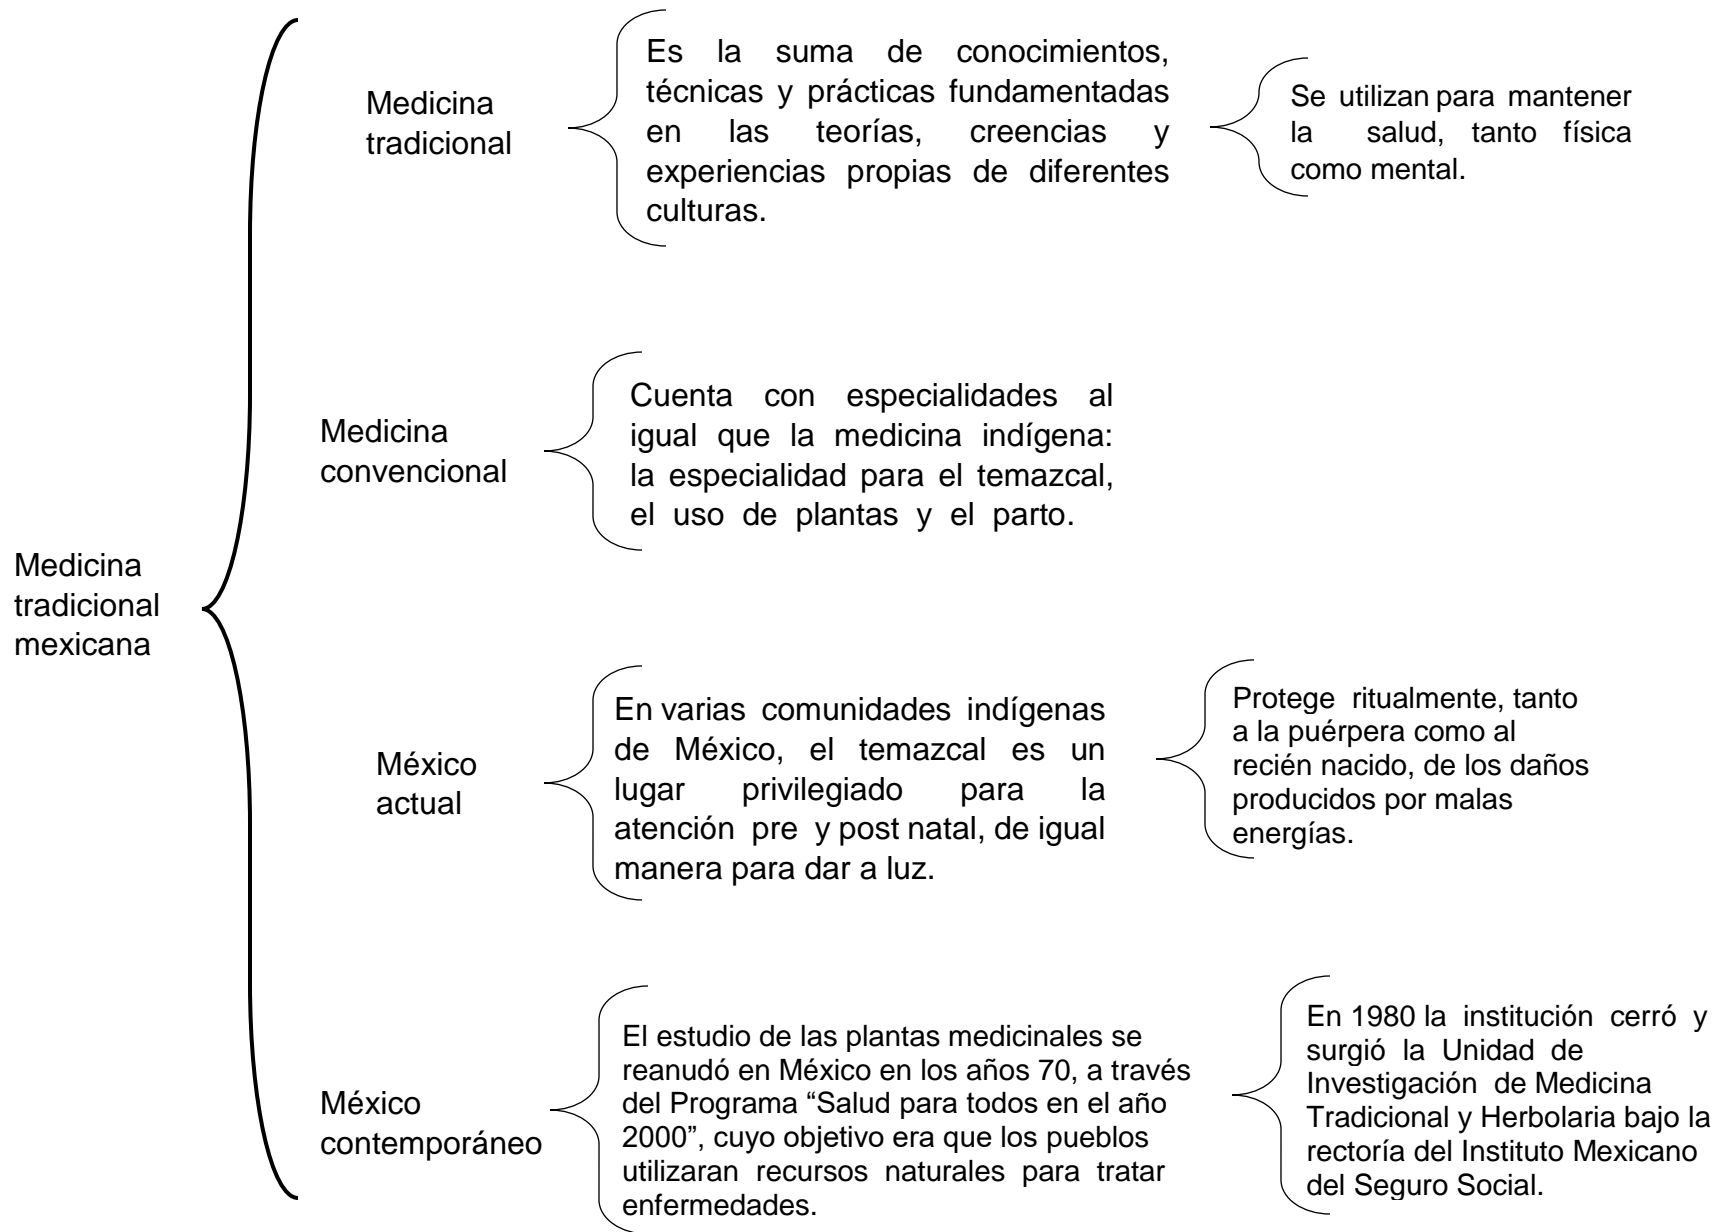 Medicina
tradicional
mexicana
Medicina
tradicional
Es la suma de conocimientos,
técnicas y prácticas fundamentadas
en las teorías, creencias y
experiencias propias de diferentes
culturas.
Se utilizan para mantener
la salud, tanto física
como mental.
Medicina
convencional
Cuenta con especialidades al
igual que la medicina indígena:
la especialidad para el temazcal,
el uso de plantas y el parto.
México
actual
En varias comunidades indígenas
de México, el temazcal es un
lugar privilegiado para la
atención pre y post natal, de igual
manera para dar a luz.
Protege ritualmente, tanto
a la puérpera como al
recién nacido, de los daños
producidos por malas
energías.
México
contemporáneo
El estudio de las plantas medicinales se
reanudó en México en los años 70, a través
del Programa “Salud para todos en el año
2000”, cuyo objetivo era que los pueblos
utilizaran recursos naturales para tratar
enfermedades.
En 1980 la institución cerró y
surgió la Unidad de
Investigación de Medicina
Tradicional y Herbolaria bajo la
rectoría del Instituto Mexicano
del Seguro Social.